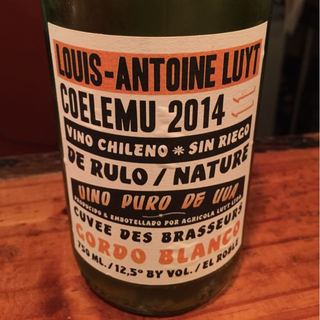 LOUIS-ANTOINE LUYT
COELEMU 2014
VINO CHILENO * SIN RIEGO
DE RULO / NATURE
VINO PURO DE UVA
PRODUCIDO & EMBOTELLADO POR AGRICOLA LUYT LTDA.
CUVEE DES BRASSEURS
GORDO BLANCO
750 ML. / 12,5° BY VOL. / EL ROBLE